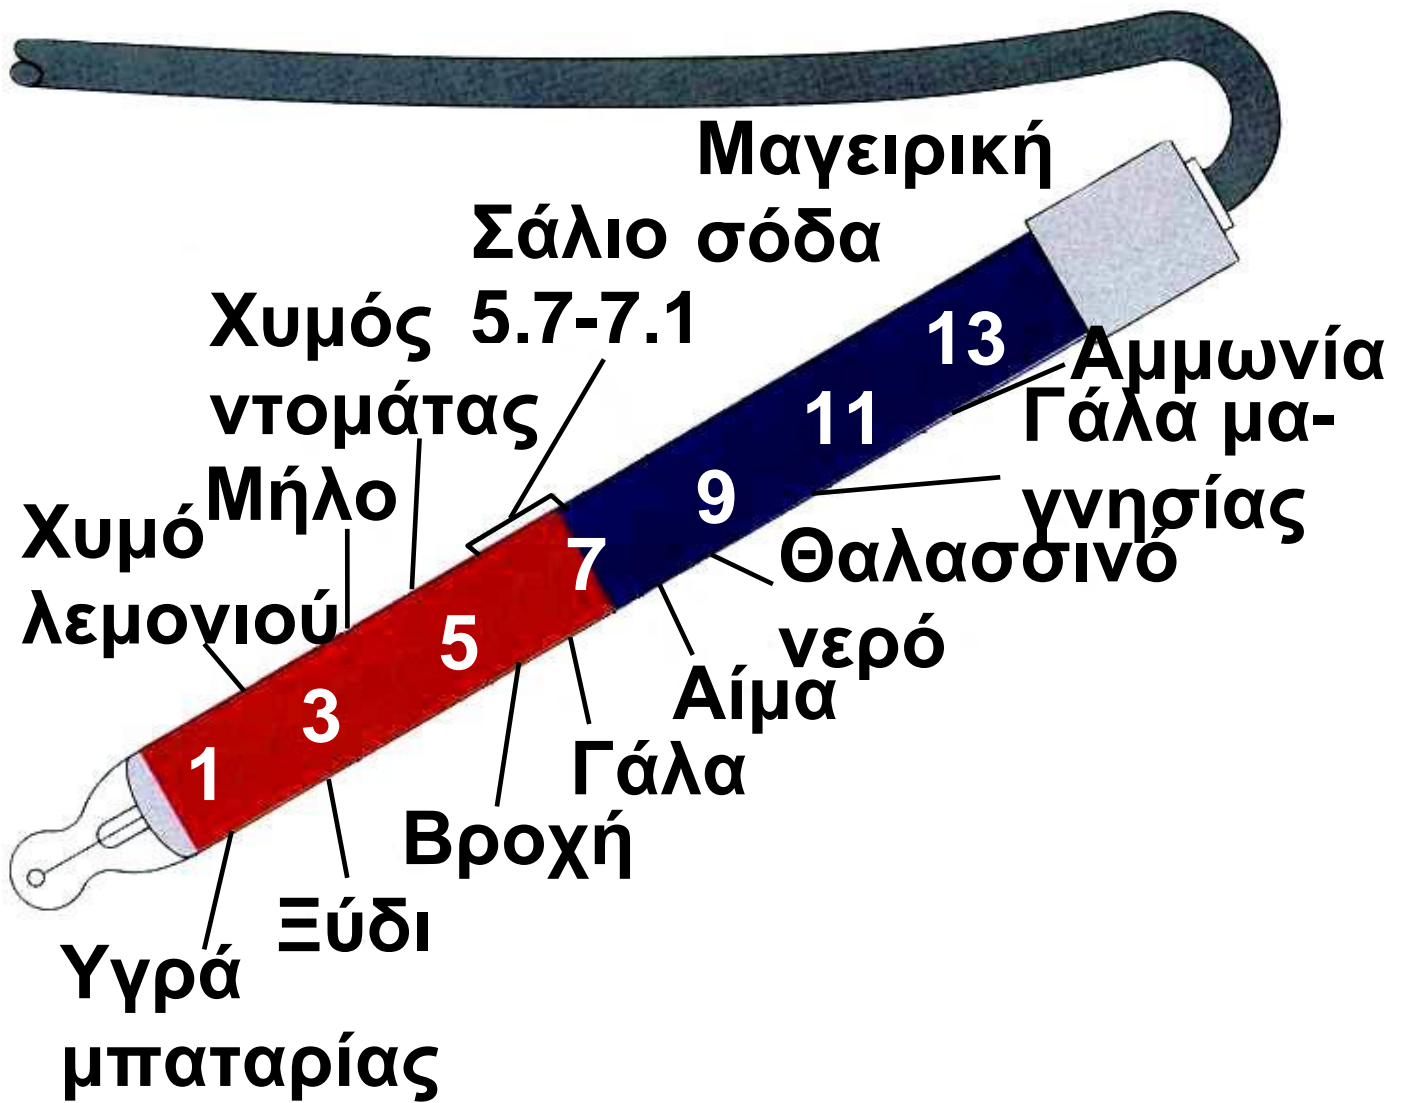 Μαγειρική
σόδα
Σάλιο
5.7-7.1
Χυμός
ντομάτας
Μήλο
Χυμό
λεμονιού
1
3
5
7
9
11
13
Αμμωνία
Γάλα μα-
γνησίας
Θαλασσινό
νερό
Αίμα
Γάλα
Βροχή
Ξύδι
Υγρά
μπαταρίας